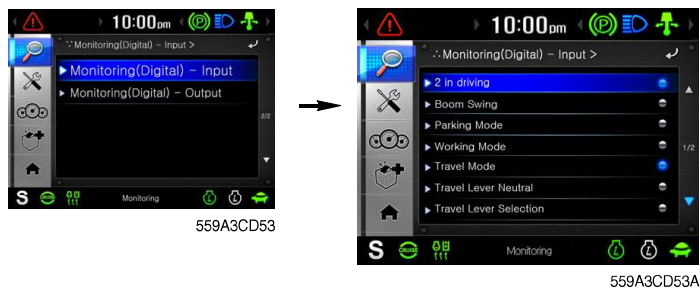 10:00pm (P)
∴Monitoring(Digital) - Input >
Monitoring(Digital) - Input
Monitoring(Digital) - Output
2/2
S CRUISE Monitoring L L
559A3CD53
10:00pm (P)
∴Monitoring(Digital) - Input >
2 in driving
Boom Swing
Parking Mode
Working Mode
1/2
Travel Mode
Travel Lever Neutral
Travel Lever Selection
S CRUISE Monitoring L L
559A3CD53A